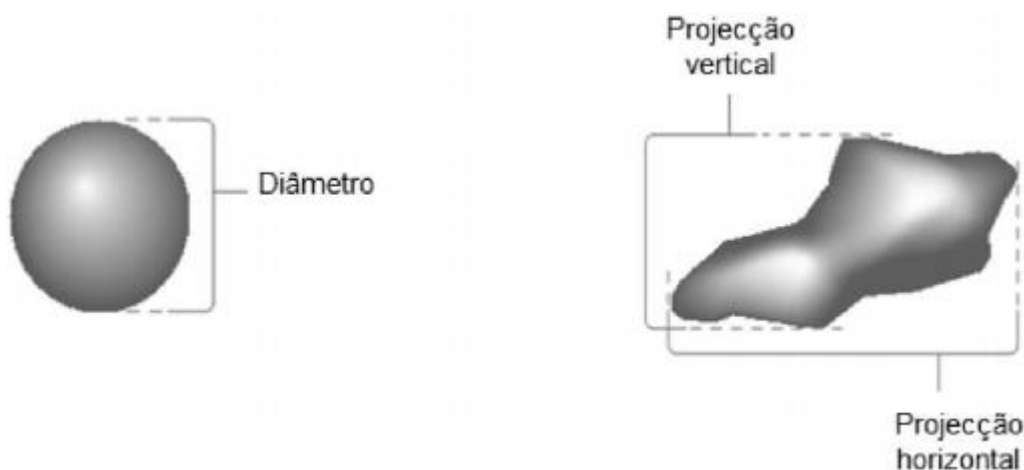 Projecção
vertical
Diâmetro
Projecção
horizontal